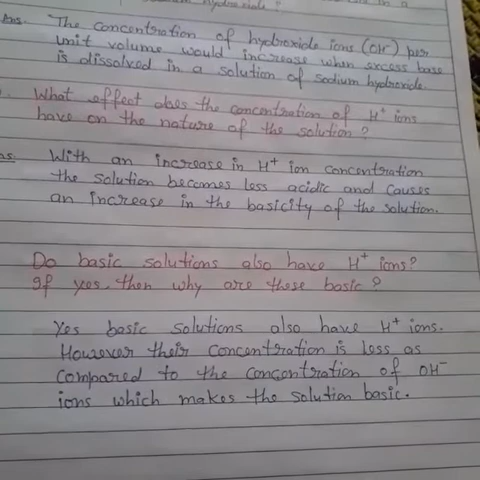 hydroxide?
Ans. The concentration of hydroxide ions (OH⁻) per
unit volume would increase when excess base
is dissolved in a solution of sodium hydroxide.
What effect does the concentration of H⁺ ions
have on the nature of the solution?
With an increase in H⁺ ion concentration
the solution becomes less acidic and causes
an increase in the basicity of the solution.
Do basic solutions also have H⁺ ions?
If yes, then why are these basic?
Yes basic solutions also have H⁺ ions.
However their concentration is less as
compared to the concentration of OH⁻
ions which makes the solution basic.